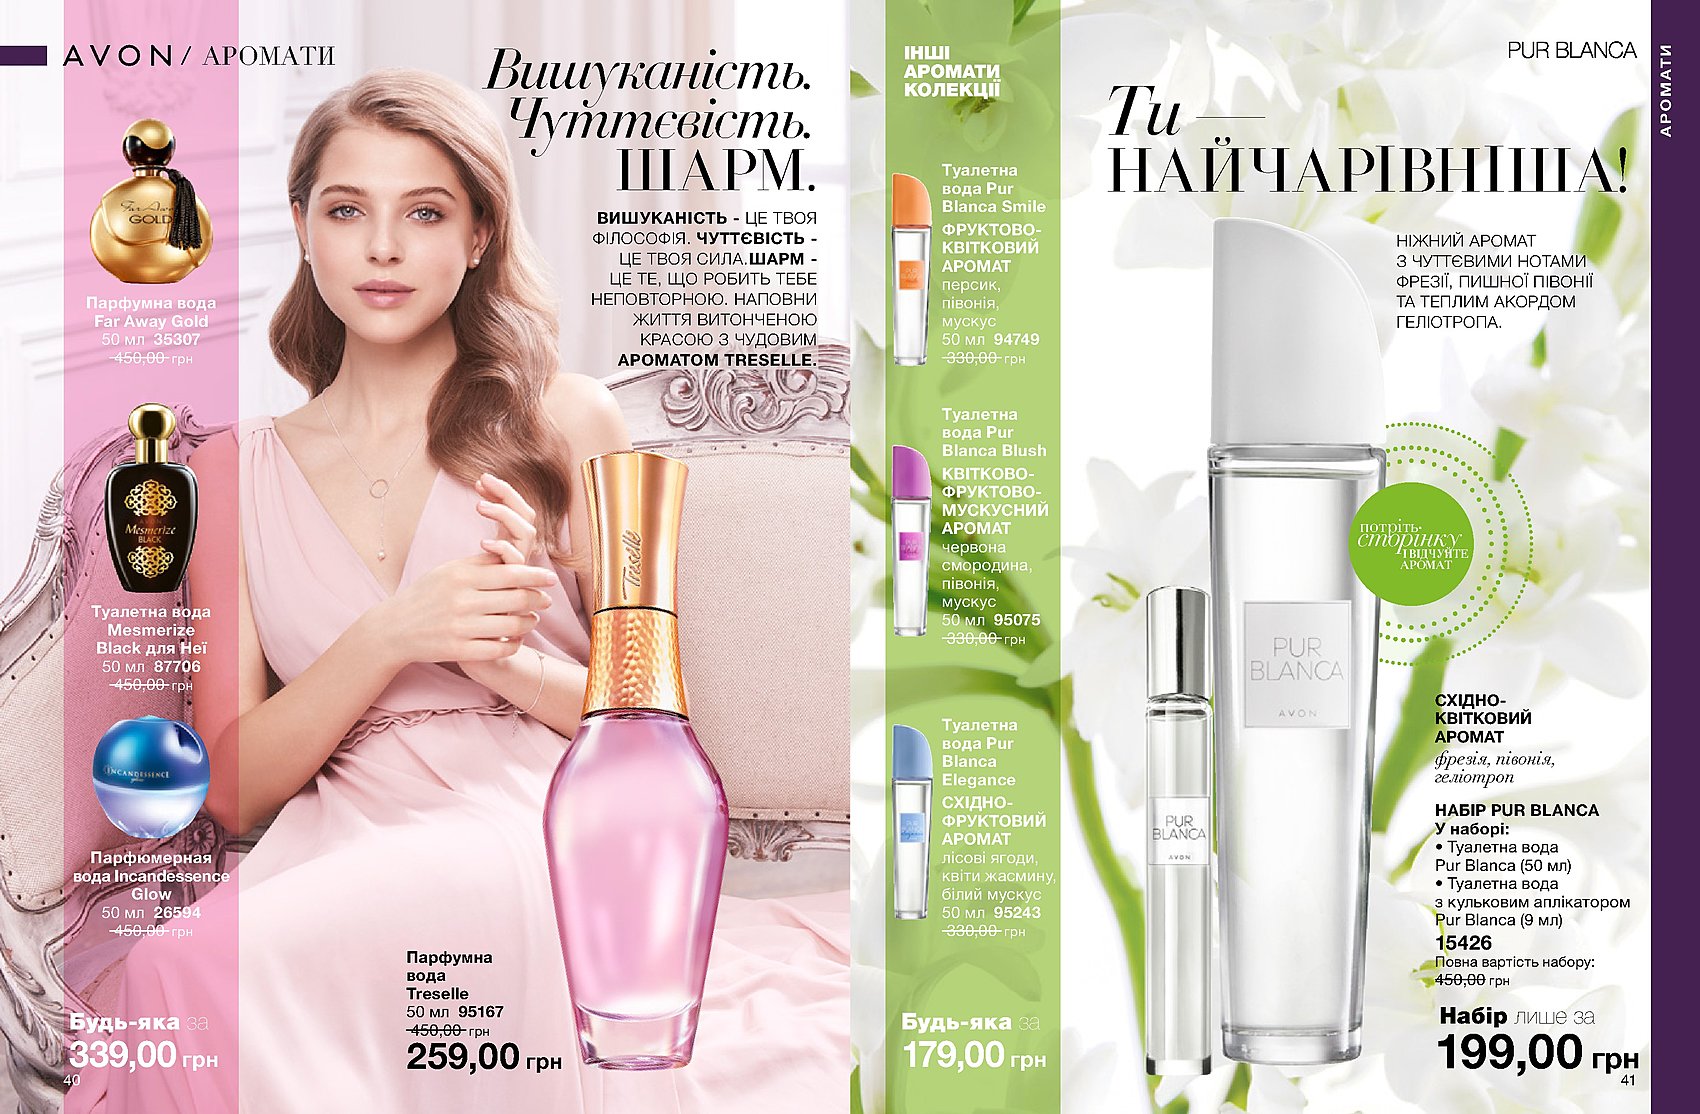 AVON / АРОМАТИ
Вишуканість.
Чуттєвість.
ШАРМ.
ВИШУКАНІСТЬ - ЦЕ ТВОЯ
ФІЛОСОФІЯ. ЧУТТЄВІСТЬ -
ЦЕ ТВОЯ СИЛА.ШАРМ -
ЦЕ ТЕ, ЩО РОБИТЬ ТЕБЕ
НЕПОВТОРНОЮ. НАПОВНИ
ЖИТТЯ ВИТОНЧЕНОЮ
КРАСОЮ З ЧУДОВИМ
АРОМАТОМ TRESELLE.
Far Away
GOLD
Парфумна вода
Far Away Gold
50 мл 35307
450,00 грн
AVON
Mesmerize
BLACK
Туалетна вода
Mesmerize
Black для Неї
50 мл 87706
450,00 грн
INCANDESSENCE
glow
Парфюмерная
вода Incandessence
Glow
50 мл 26594
450,00 грн
Будь-яка за
339,00 грн
40
Treselle
Парфумна
вода
Treselle
50 мл 95167
450,00 грн
259,00 грн
ІНШІ
АРОМАТИ
КОЛЕКЦІЇ
Туалетна
вода Pur
Blanca Smile
ФРУКТОВО-
КВІТКОВИЙ
АРОМАТ
персик,
півонія,
мускус
50 мл 94749
330,00 грн
PUR
BLANCA
Туалетна
вода Pur
Blanca Blush
КВІТКОВО-
ФРУКТОВО-
МУСКУСНИЙ
АРОМАТ
червона
смородина,
півонія,
мускус
50 мл 95075
330,00 грн
PUR
Туалетна
вода Pur
Blanca
Elegance
СХІДНО-
ФРУКТОВИЙ
АРОМАТ
лісові ягоди,
квіти жасмину,
білий мускус
50 мл 95243
330,00 грн
PUR
BLANCA
Будь-яка за
179,00 грн
PUR BLANCA
АРОМАТИ
Ти —
НАЙЧАРІВНІША!
НІЖНИЙ АРОМАТ
З ЧУТТЄВИМИ НОТАМИ
ФРЕЗІЇ, ПИШНОЇ ПІВОНІЇ
ТА ТЕПЛИМ АКОРДОМ
ГЕЛІОТРОПА.
потріть
сторінку
І ВІДЧУЙТЕ
АРОМАТ
PUR
BLANCA
AVON
PUR
BLANCA
AVON
СХІДНО-
КВІТКОВИЙ
АРОМАТ
фрезія, півонія,
геліотроп
НАБІР PUR BLANCA
У наборі:
• Туалетна вода
Pur Blanca (50 мл)
• Туалетна вода
з кульковим аплікатором
Pur Blanca (9 мл)
15426
Повна вартість набору:
450,00 грн
Набір лише за
199,00 грн
41